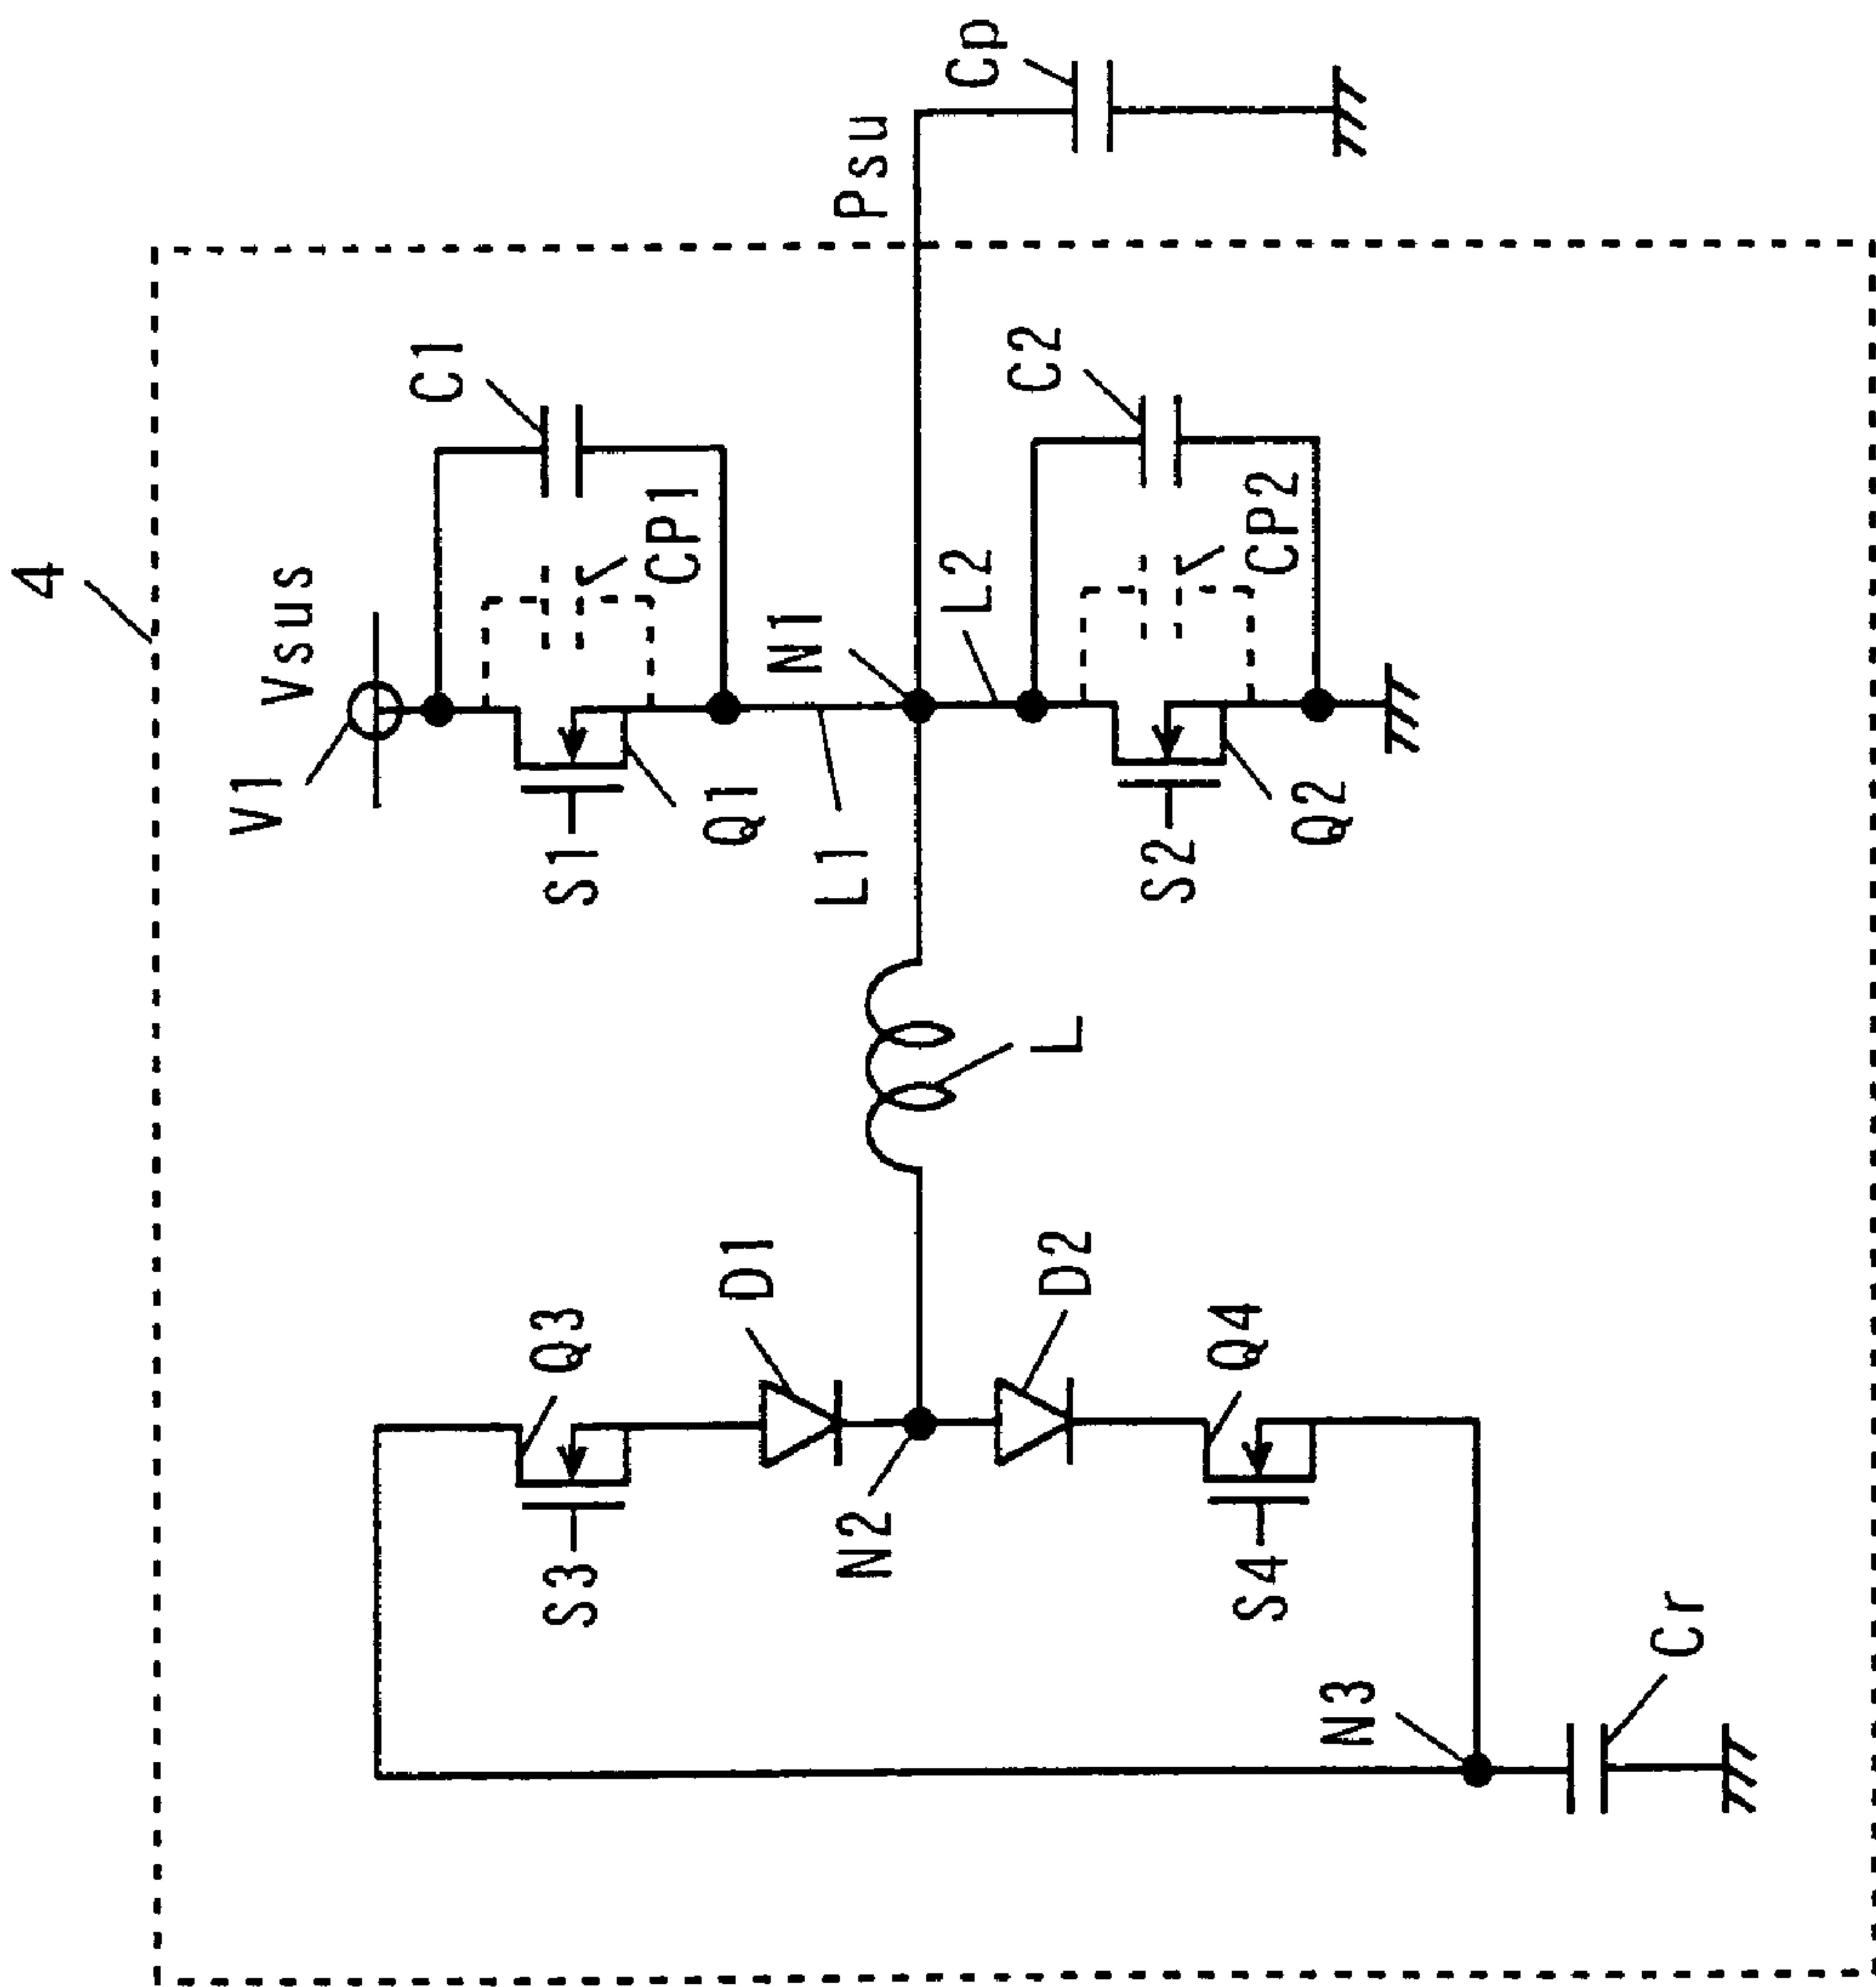 4
V1
Vsus
S1
Q1
C1
CP1
L1
N1
Psu
Cp
L2
C2
CP2
S2
Q2
L
S3
Q3
D1
N2
D2
S4
Q4
N3
Cr